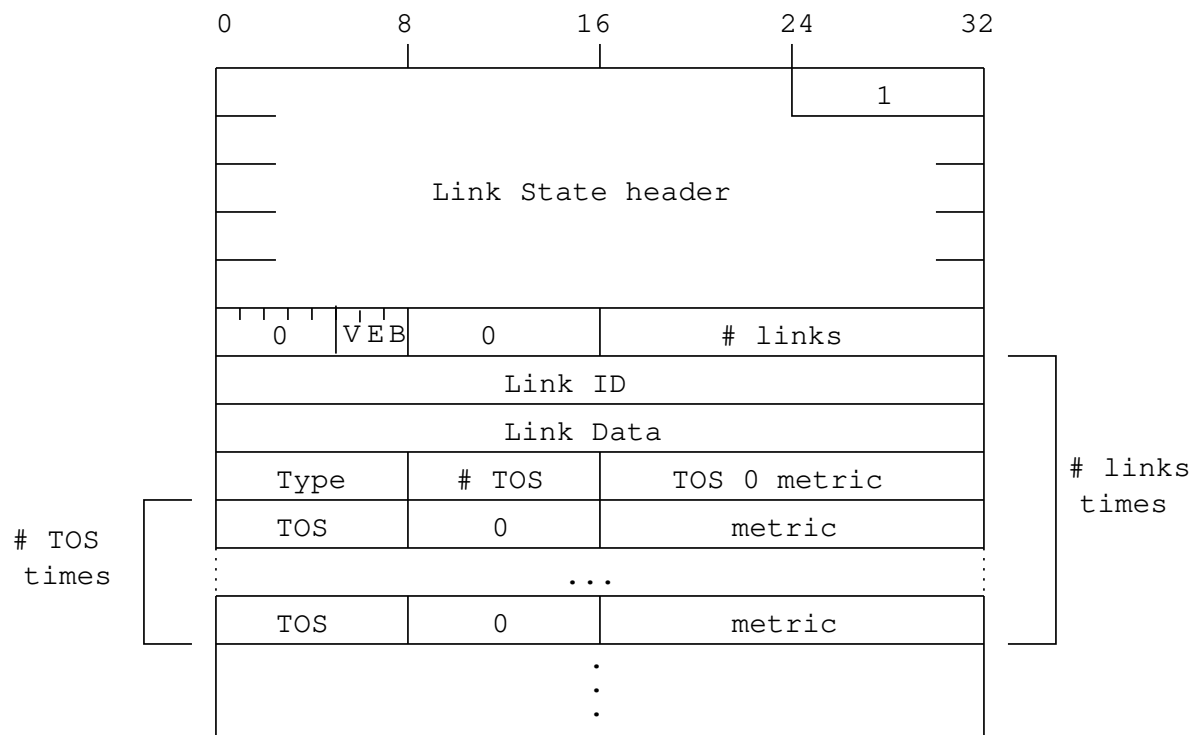 0 8 16 24 32
1
Link State header
0 V E B 0 # links
Link ID
Link Data
Type # TOS TOS 0 metric
# links
times
TOS 0 metric
# TOS
times
...
TOS 0 metric
.
.
.